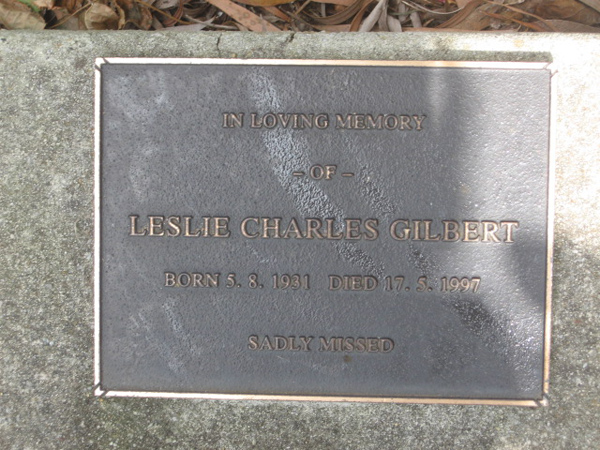 IN LOVING MEMORY
– OF –
LESLIE CHARLES GILBERT
BORN 5. 8. 1931 DIED 17. 5. 1997
SADLY MISSED